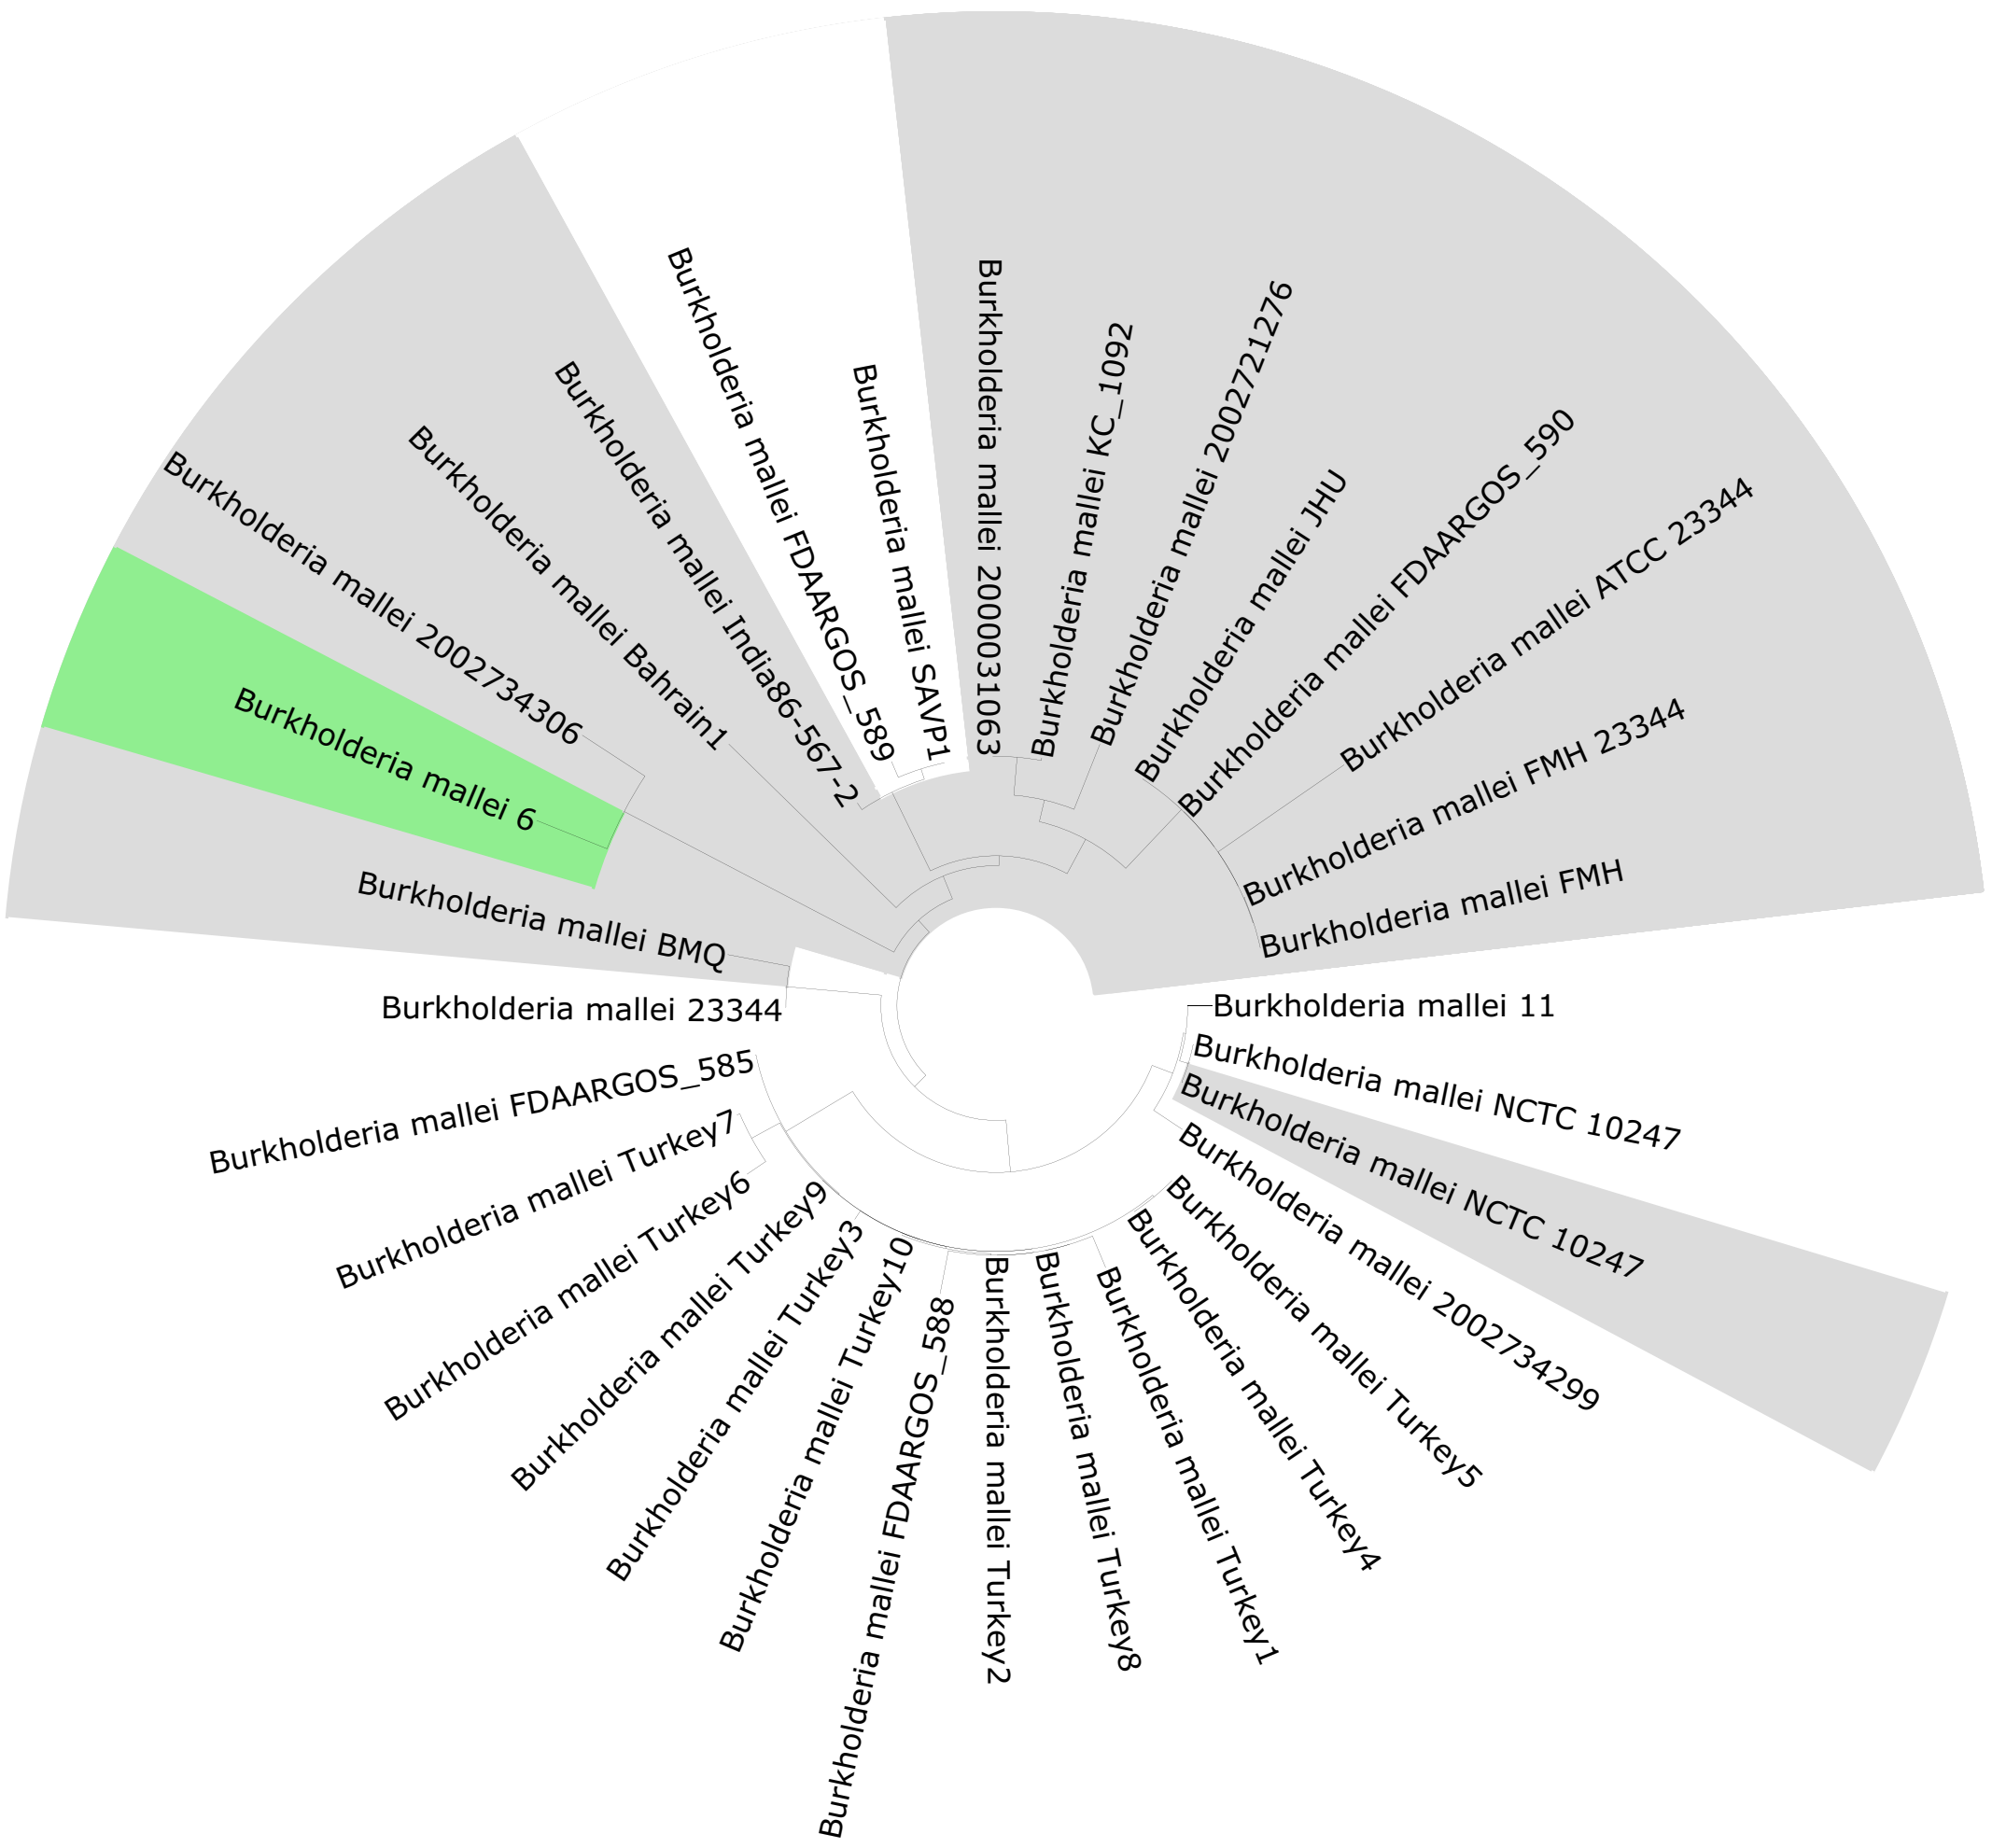 Burkholderia mallei 2000031063
Burkholderia mallei KC_1092
Burkholderia mallei 2002721276
Burkholderia mallei JHU
Burkholderia mallei FDAARGOS_590
Burkholderia mallei ATCC 23344
Burkholderia mallei FMH 23344
Burkholderia mallei FMH
Burkholderia mallei 11
Burkholderia mallei NCTC 10247
Burkholderia mallei NCTC 10247
Burkholderia mallei 2002734299
Burkholderia mallei Turkey5
Burkholderia mallei Turkey4
Burkholderia mallei Turkey1
Burkholderia mallei Turkey8
Burkholderia mallei Turkey2
Burkholderia mallei FDAARGOS_588
Burkholderia mallei Turkey10
Burkholderia mallei Turkey3
Burkholderia mallei Turkey9
Burkholderia mallei Turkey6
Burkholderia mallei Turkey7
Burkholderia mallei FDAARGOS_585
Burkholderia mallei 23344
Burkholderia mallei BMQ
Burkholderia mallei 6
Burkholderia mallei 2002734306
Burkholderia mallei Bahrain1
Burkholderia mallei India86-567-2
Burkholderia mallei FDAARGOS_589
Burkholderia mallei SAVP1